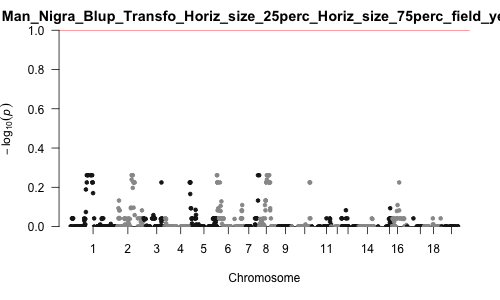 Man_Nigra_Blup_Transfo_Horiz_size_25perc_Horiz_size_75perc_field_ye
1.0
0.8
0.6
0.4
0.2
0.0
− log10(p)
1 2 3 4 5 6 7 8 9 11 14 16 18
Chromosome